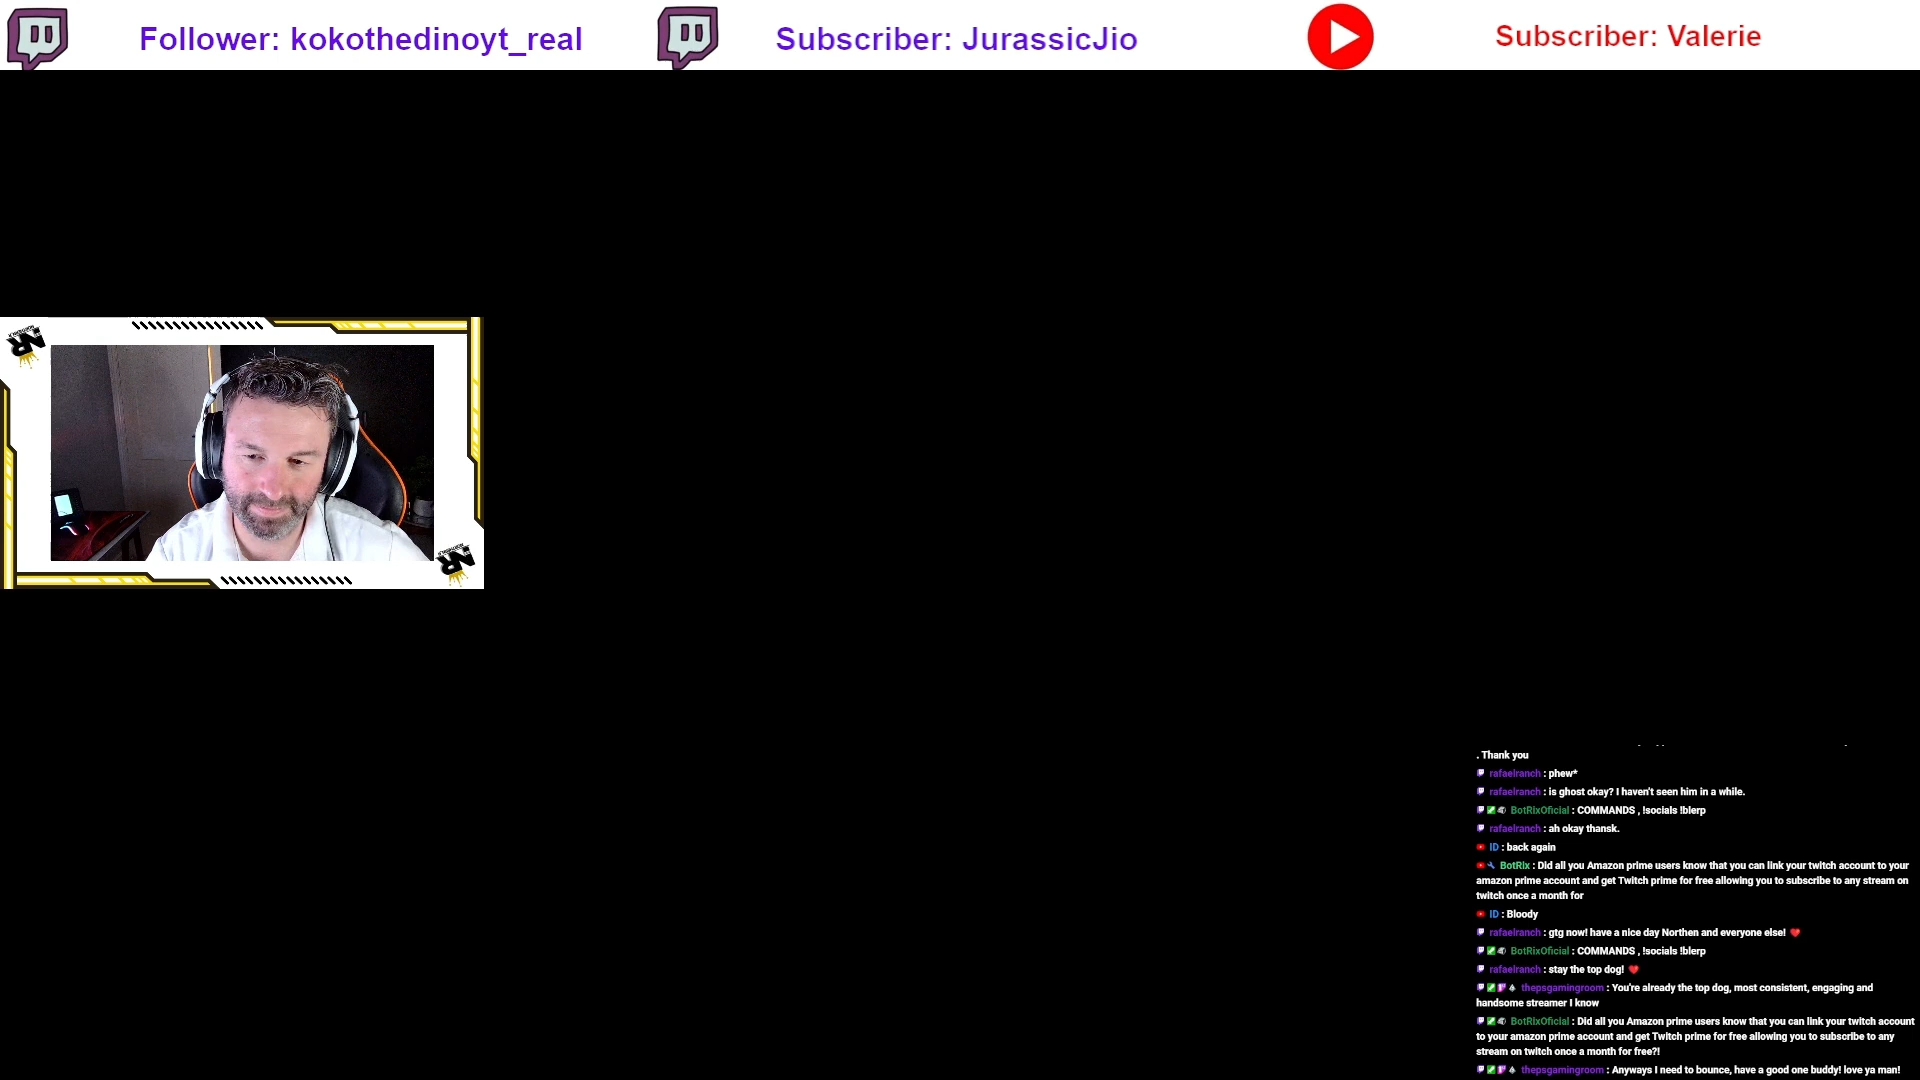 Follower: kokothedinoyt_real
Subscriber: JurassicJio
Subscriber: Valerie
NR
NR
. Thank you
rafaelranch : phew*
rafaelranch : is ghost okay? I haven't seen him in a while.
BotRixOficial : COMMANDS , !socials !blerp
rafaelranch : ah okay thansk.
ID : back again
BotRix : Did all you Amazon prime users know that you can link your twitch account to your
amazon prime account and get Twitch prime for free allowing you to subscribe to any stream on
twitch once a month for
ID : Bloody
rafaelranch : gtg now! have a nice day Northen and everyone else! ❤️
BotRixOficial : COMMANDS , !socials !blerp
rafaelranch : stay the top dog! ❤️
thepsgamingroom : You're already the top dog, most consistent, engaging and
handsome streamer I know
BotRixOficial : Did all you Amazon prime users know that you can link your twitch account
to your amazon prime account and get Twitch prime for free allowing you to subscribe to any
stream on twitch once a month for free?!
thepsgamingroom : Anyways I need to bounce, have a good one buddy! love ya man!